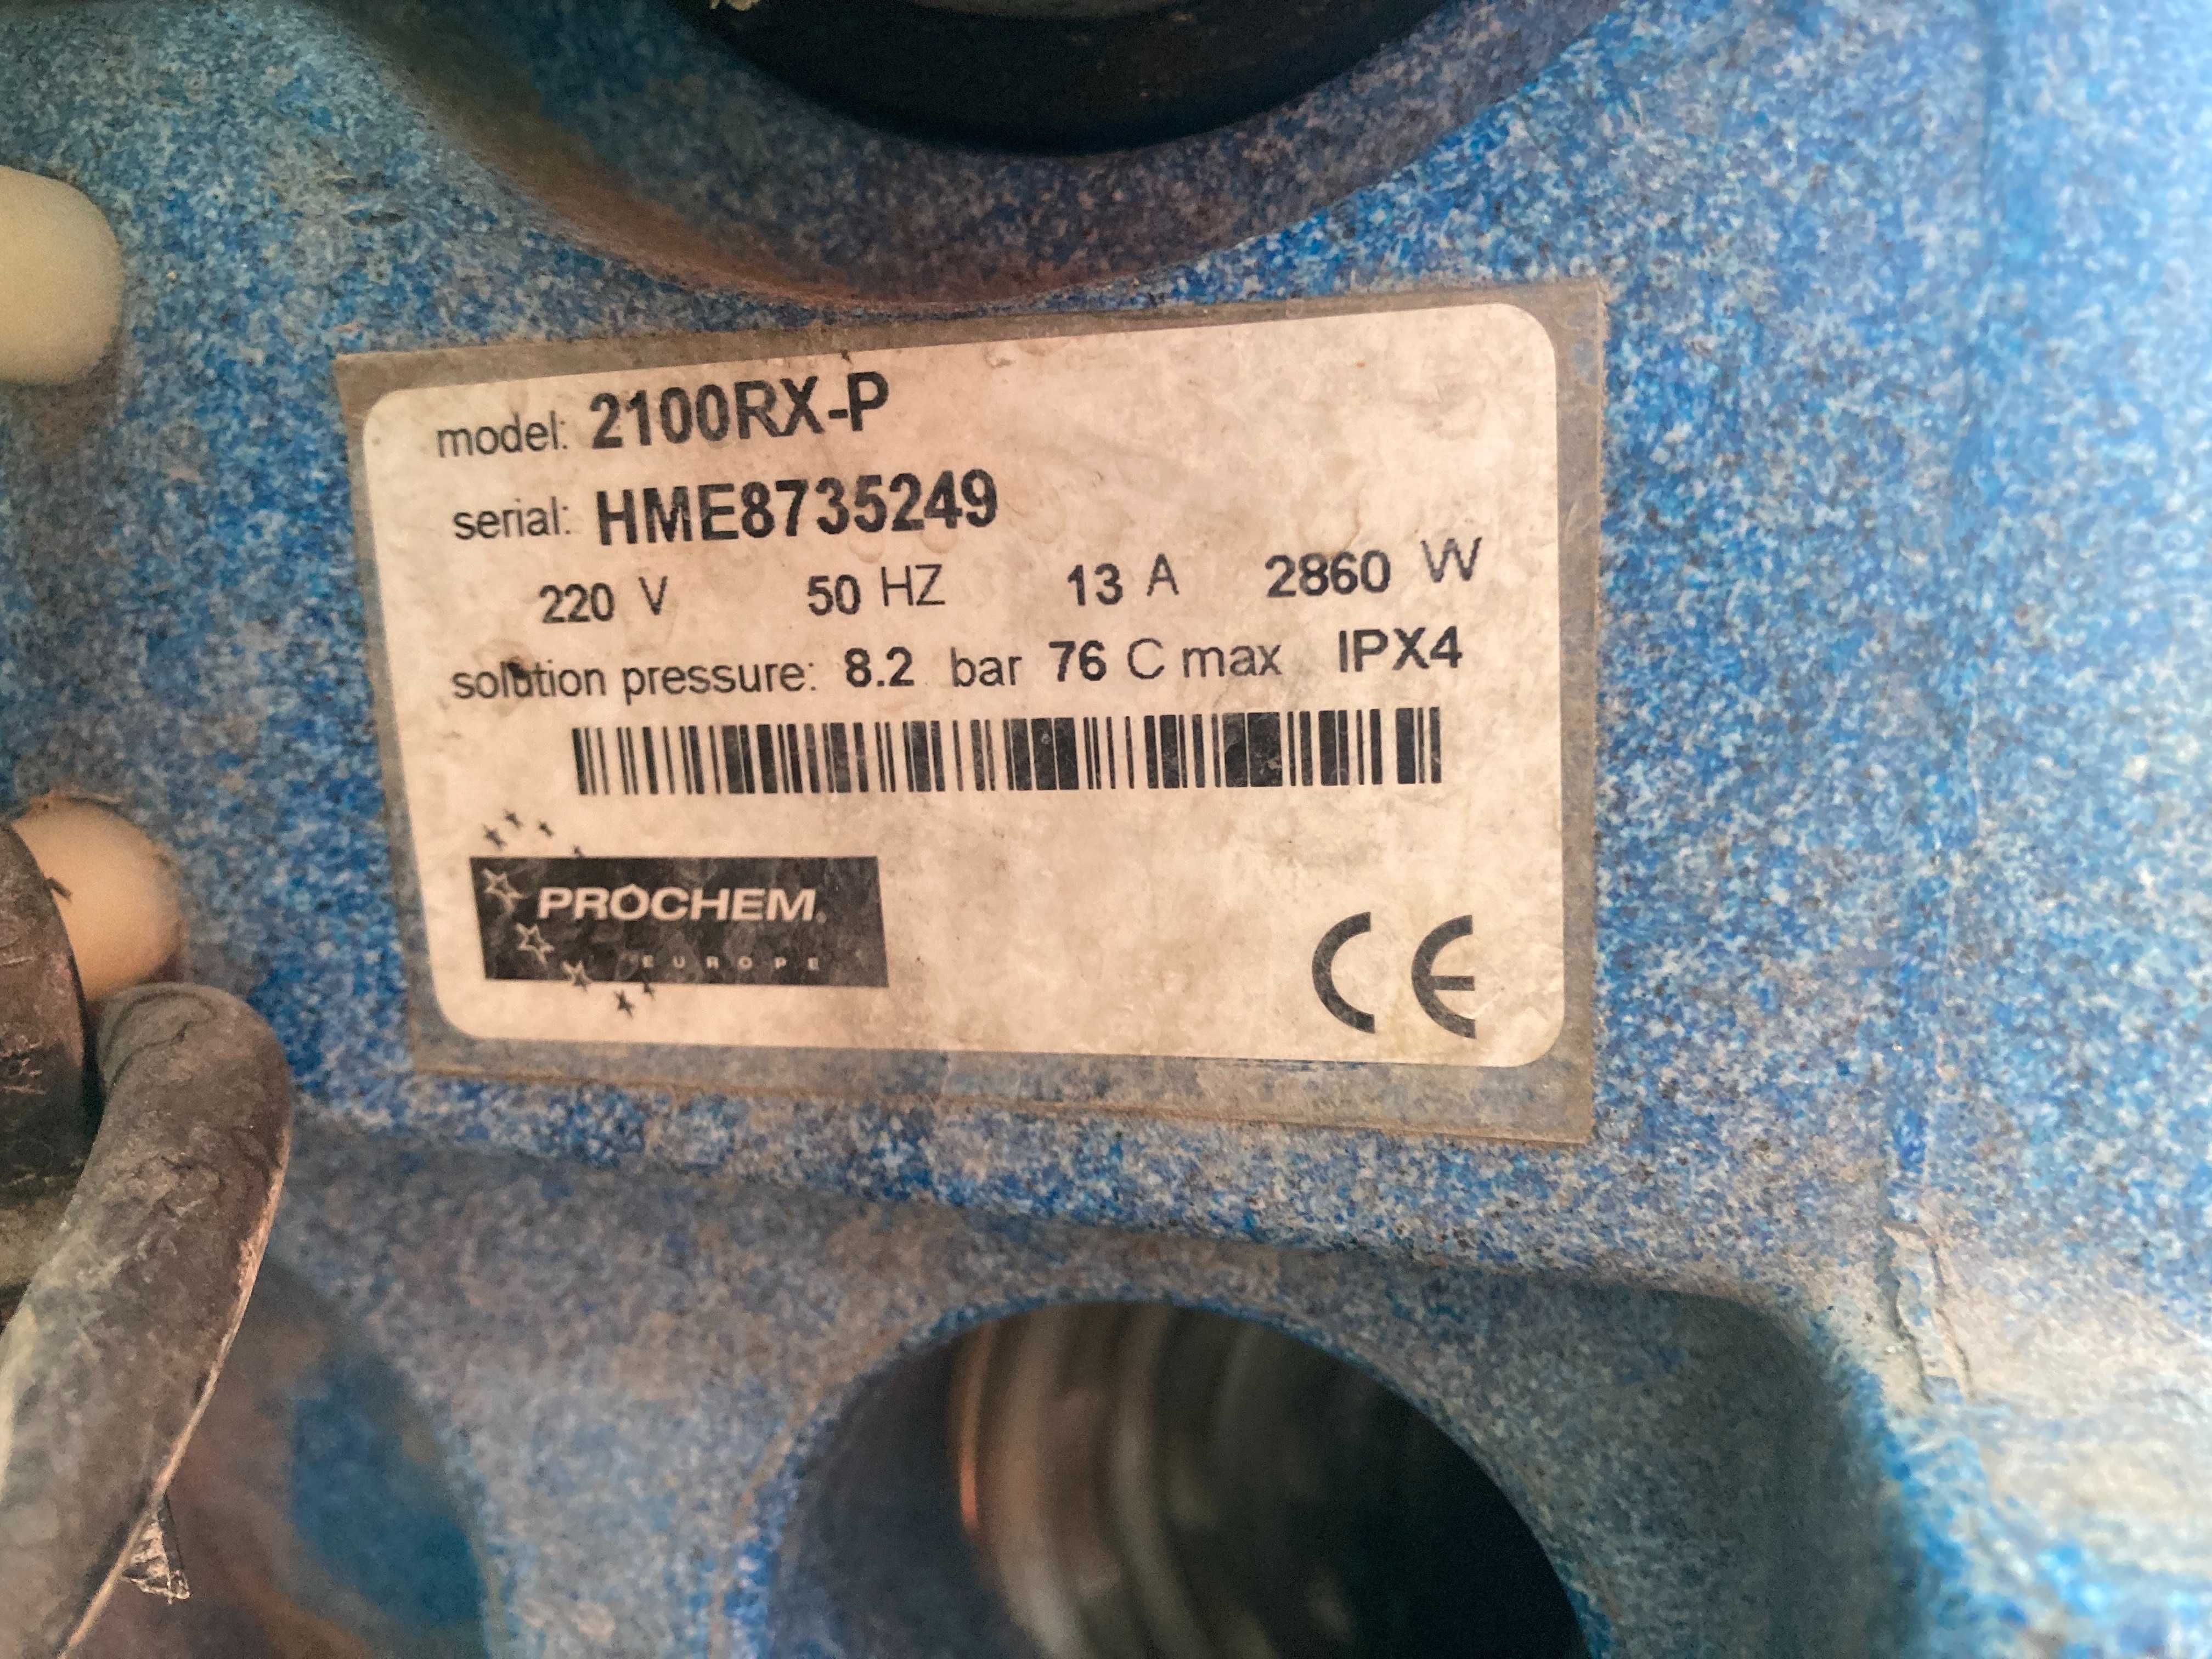 model: 2100RX-P
serial: HME8735249
220 V 50 HZ 13 A 2860 W
solution pressure: 8.2 bar 76 C max IPX4
PROCHEM
EUROPE
CE